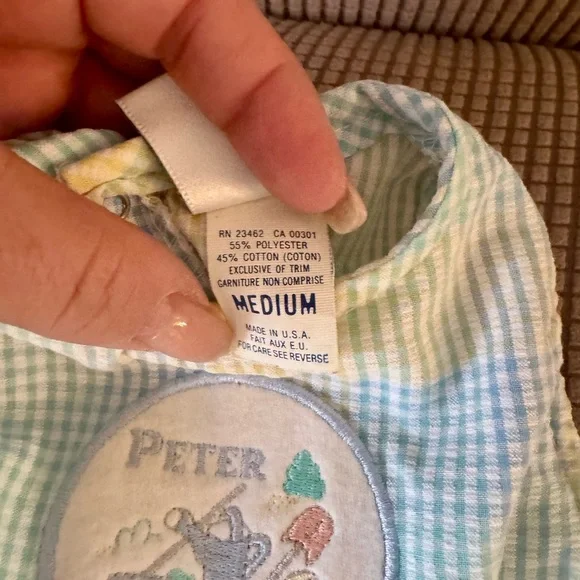 RN 23462 CA 00301
55% POLYESTER
45% COTTON (COTON)
EXCLUSIVE OF TRIM
GARNITURE NON COMPRISE
MEDIUM
MADE IN U.S.A.
FAIT AUX E.U.
FOR CARE SEE REVERSE
PETER